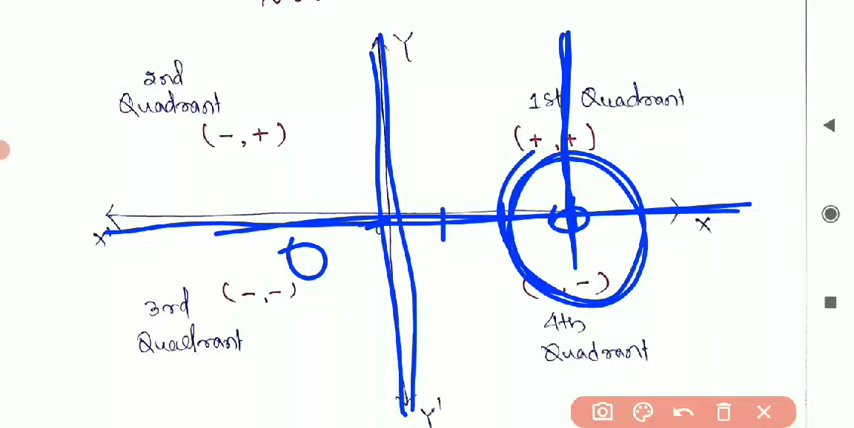 Y
2nd
Quadrant
(-,+)
1st Quadrant
(+,+)
X'
X
O
(-,-)
3rd
Quadrant
-)
4th
Quadrant
Y'